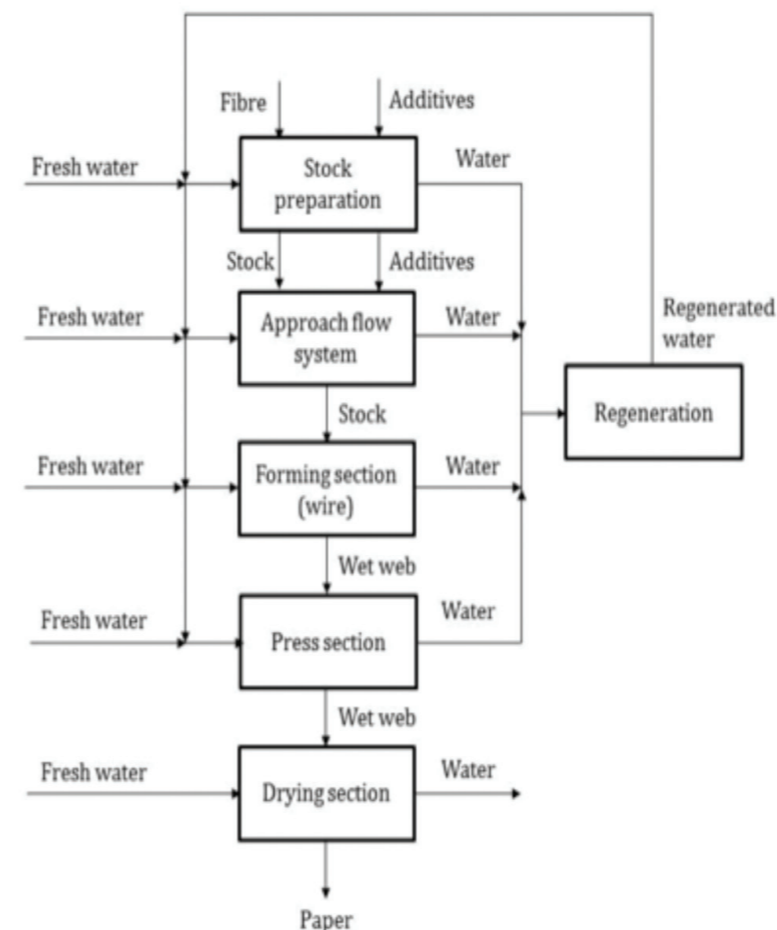 Fibre
Additives
Fresh water
Stock
preparation
Water
Stock
Additives
Fresh water
Approach flow
system
Water
Regenerated
water
Regeneration
Stock
Fresh water
Forming section
(wire)
Water
Wet web
Fresh water
Press section
Water
Wet web
Fresh water
Drying section
Water
Paper